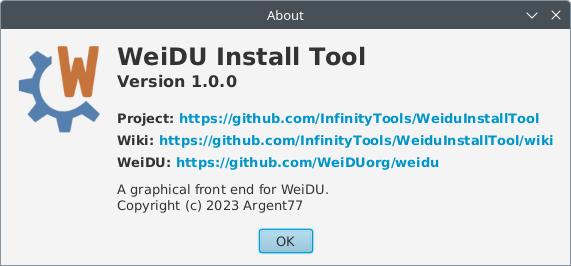 About
W
WeiDU Install Tool
Version 1.0.0
Project: https://github.com/InfinityTools/WeiduInstallTool
Wiki: https://github.com/InfinityTools/WeiduInstallTool/wiki
WeiDU: https://github.com/WeiDUorg/weidu
A graphical front end for WeiDU.
Copyright (c) 2023 Argent77
OK